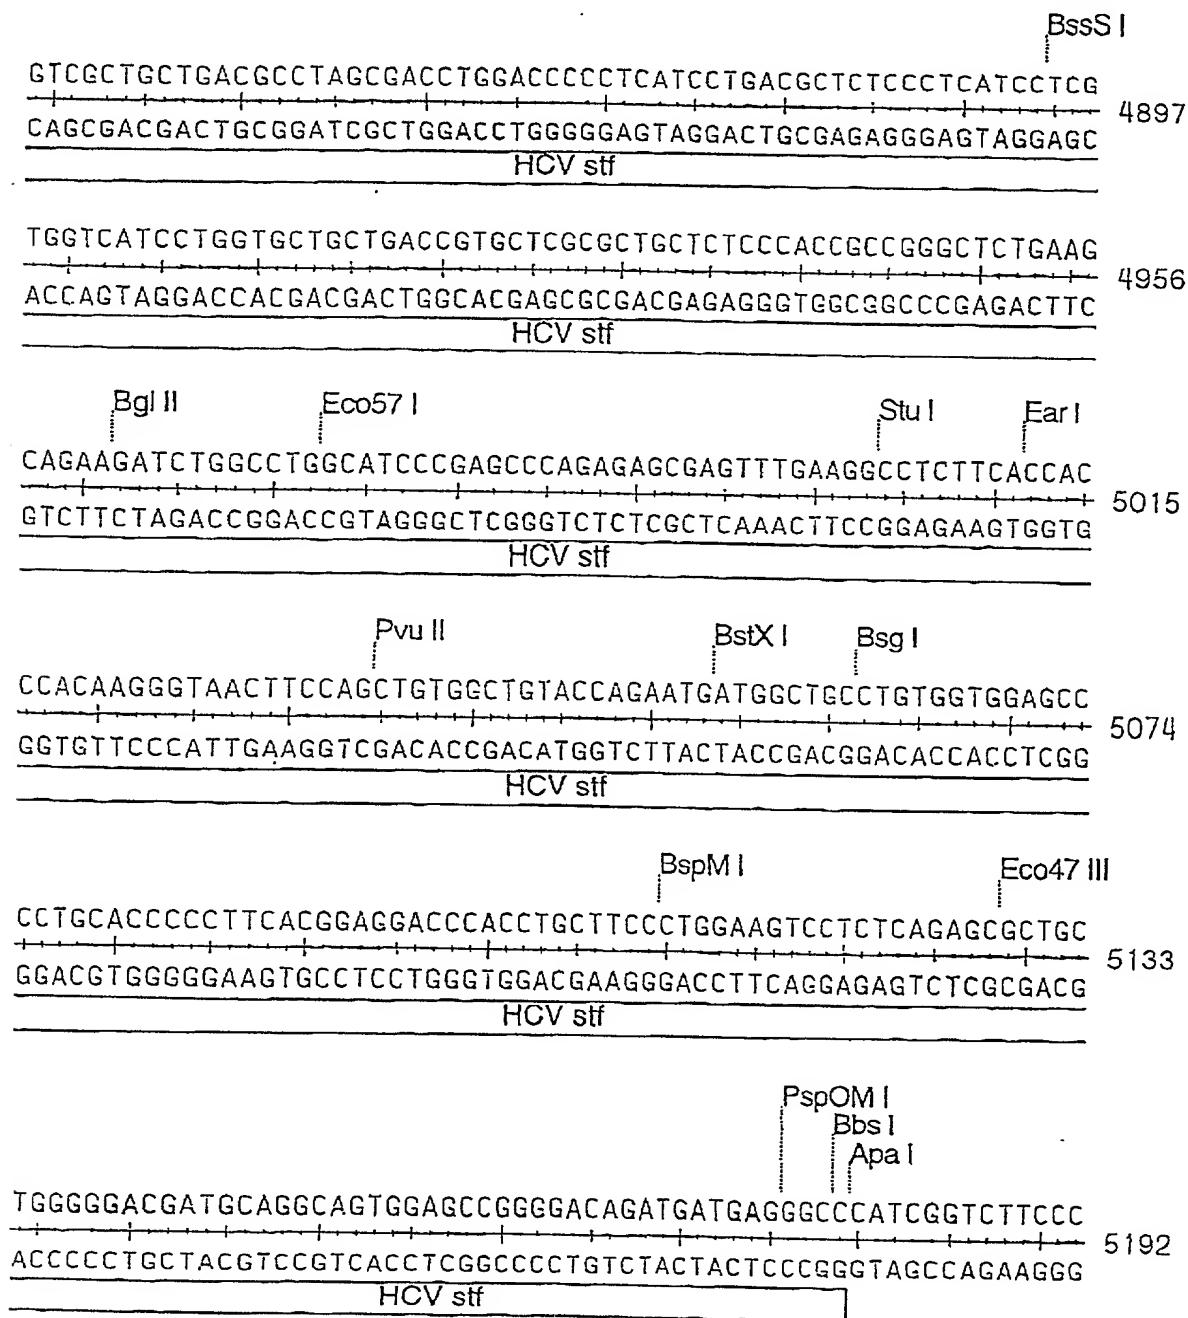 BssS I
GTCGCTGCTGACGCCTAGCGACCTGGACCCCCTCATCCTGACGCTCTCCCTCATCCTCG
4897
CAGCGACGACTGCGGATCGCTGGACCTGGGGGAGTAGGACTGCGAGAGGGAGTAGGAGC
HCV stf
TGGTCATCCTGGTGCTGCTGACCGTGCTCGCGCTGCTCTCCCACCGCCGGGCTCTGAAG
4956
ACCAGTAGGACCACGACGACTGGCACGAGCGCGACGAGAGGGTGGCGGCCCGAGACTTC
HCV stf
Bgl II Eco57 I Stu I Ear I
CAGAAGATCTGGCCTGGCATCCCGAGCCCAGAGAGCGAGTTTGAAGGCCTCTTCACCAC
5015
GTCTTCTAGACCGGACCGTAGGGCTCGGGTCTCTCGCTCAAACTTCCGGAGAAGTGGTG
HCV stf
Pvu II BstX I Bsg I
CCACAAGGGTAACTTCCAGCTGTGGCTGTACCAGAATGATGGCTGCCTGTGGTGGAGCC
5074
GGTGTTCCCATTGAAGGTCGACACCGACATGGTCTTACTACCGACGGACACCACCTCGG
HCV stf
BspM I Eco47 III
CCTGCACCCCCTTCACGGAGGACCCACCTGCTTCCCTGGAAGTCCTCTCAGAGCGCTGC
5133
GGACGTGGGGGAAGTGCCTCCTGGGTGGACGAAGGGACCTTCAGGAGAGTCTCGCGACG
HCV stf
PspOM I
Bbs I
Apa I
TGGGGGACGATGCAGGCAGTGGAGCCGGGGACAGATGATGAGGGCCCATCGGTCTTCCC
5192
ACCCCCTGCTACGTCCGTCACCTCGGCCCCTGTCTACTACTCCCGGGTAGCCAGAAGGG
HCV stf